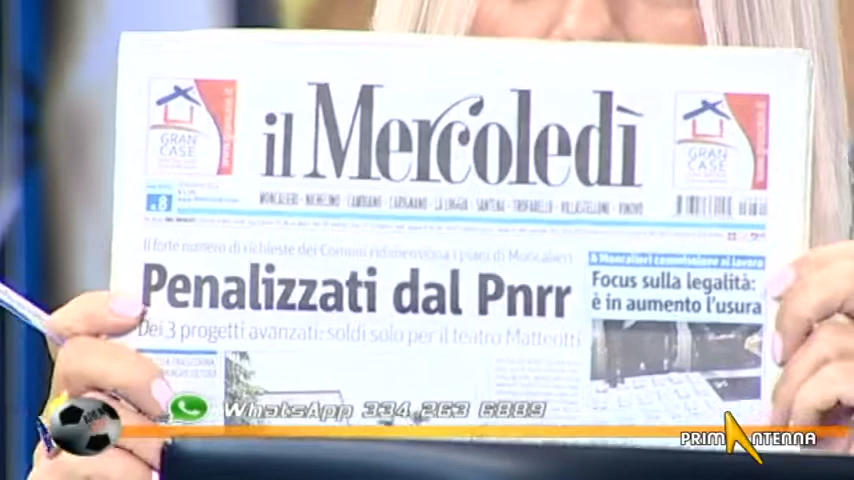 il Mercoledì
GRAN
CASE
GRAN
CASE
N. 8
MONCALIERI - NICHELINO - CAMBIANO - CARIGNANO - LA LOGGIA - SANTENA - TROFARELLO - VILLASTELLONE - VINOVO
Il forte numero di richieste dei Comuni ridimensiona i piani di Moncalieri
Penalizzati dal Pnrr
Dei 3 progetti avanzati: soldi solo per il teatro Matteotti
A Moncalieri commissione al lavoro
Focus sulla legalità:
è in aumento l'usura
WhatsApp 334 263 6889
PRIMANTENNA